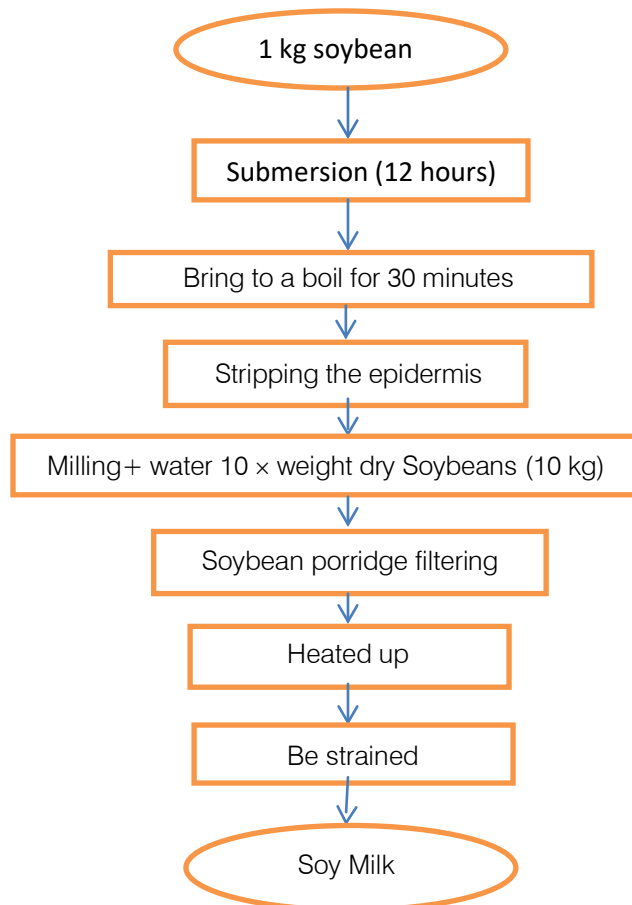 1 kg soybean
Submersion (12 hours)
Bring to a boil for 30 minutes
Stripping the epidermis
Milling+ water 10 × weight dry Soybeans (10 kg)
Soybean porridge filtering
Heated up
Be strained
Soy Milk